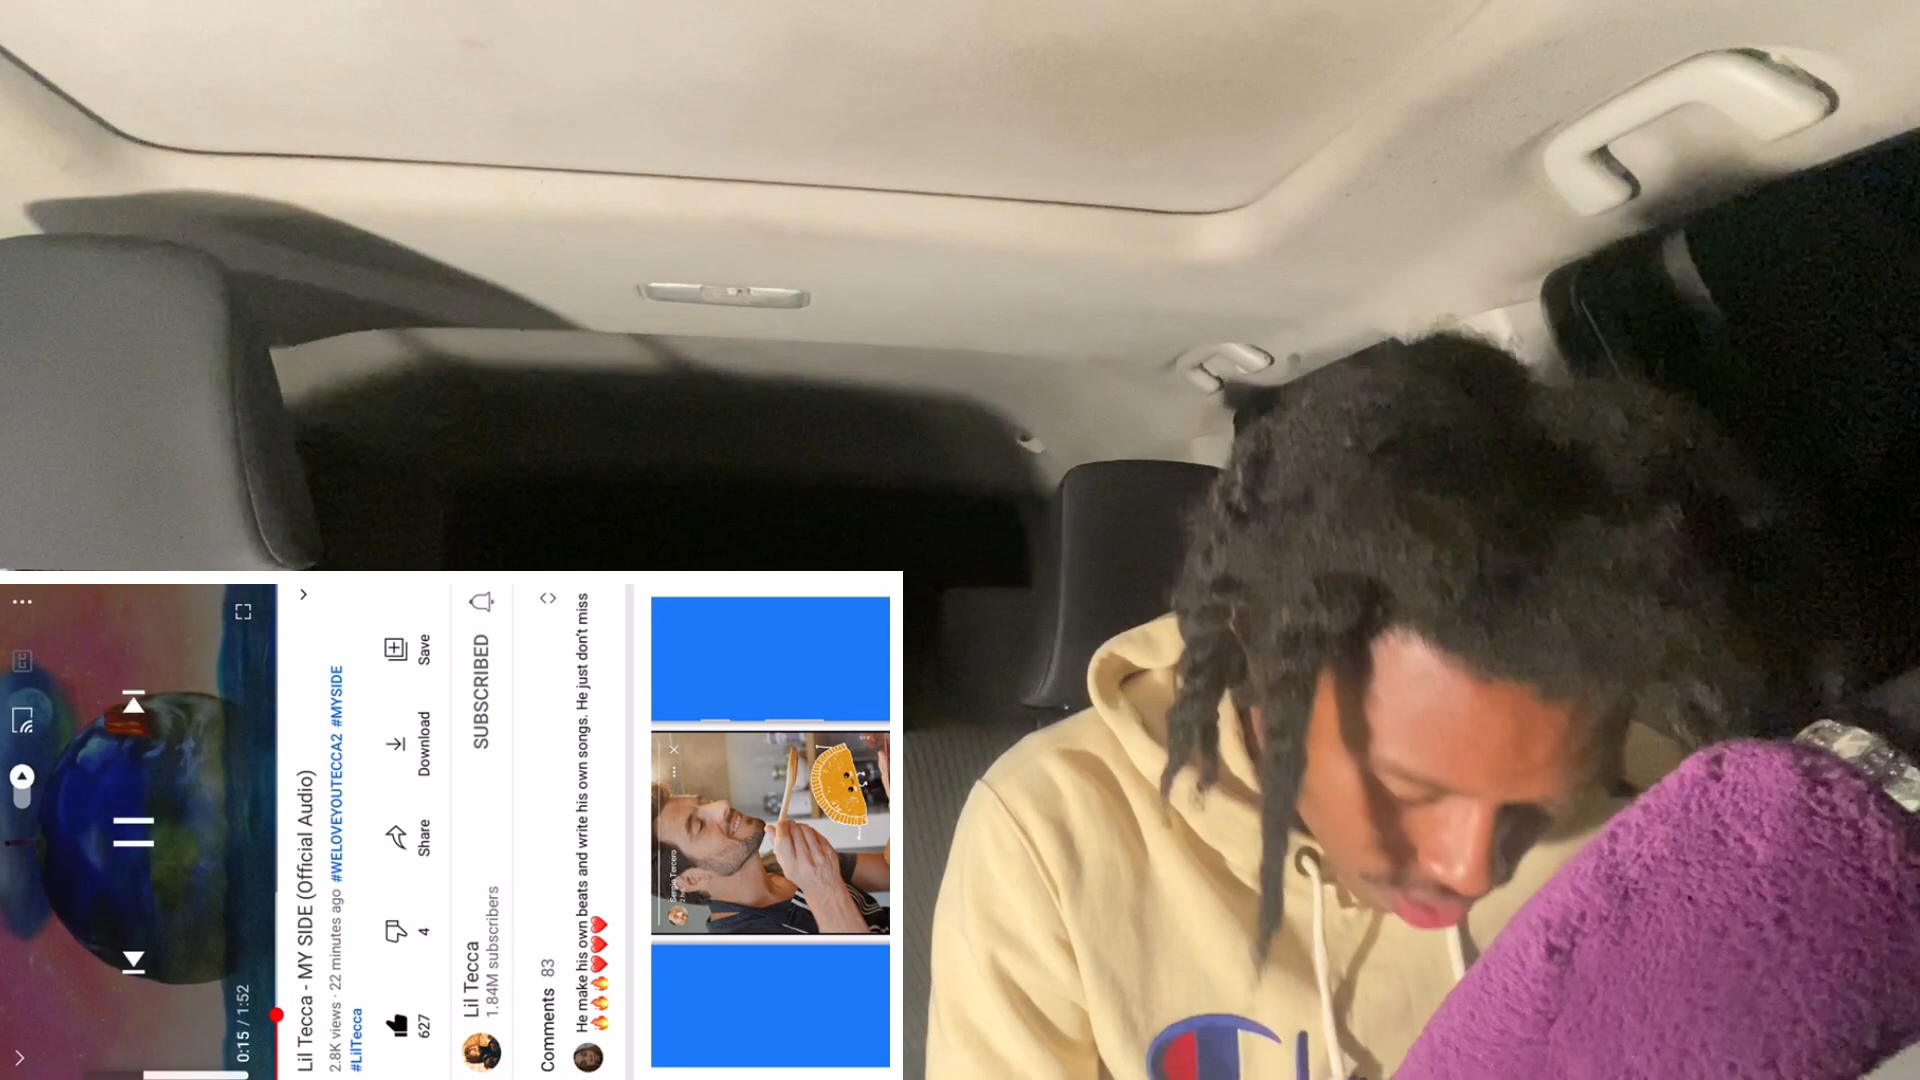 CC
0:15 / 1:52
Lil Tecca - MY SIDE (Official Audio)
2.8K views · 22 minutes ago #WELOVEYOUTECCA2 #MYSIDE
#LilTecca
627
4
Share
Download
Save
Lil Tecca
1.84M subscribers
SUBSCRIBED
Comments 83
He make his own beats and write his own songs. He just don't miss
🔥🔥🔥❤️❤️❤️